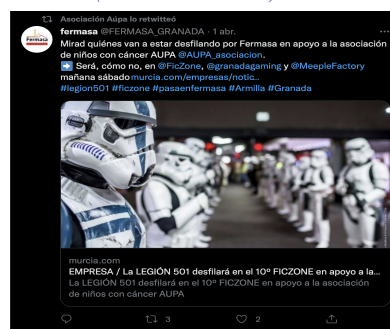 Asociación Aúpa lo retwitteó
fermasa @FERMASA_GRANADA · 1 abr.
Mirad quiénes van a estar desfilando por Fermasa en apoyo a la asociación
de niños con cáncer AUPA @AUPA_asociacion.
➡ Será, cómo no, en @FicZone, @granadagaming y @MeepleFactory
mañana sábado murcia.com/empresas/notic...
#legion501 #ficzone #pasaenfermasa #Armilla #Granada
murcia.com
EMPRESA / La LEGIÓN 501 desfilará en el 10º FICZONE en apoyo a la...
La LEGIÓN 501 desfilará en el 10º FICZONE en apoyo a la asociación
de niños con cáncer AUPA
3
2